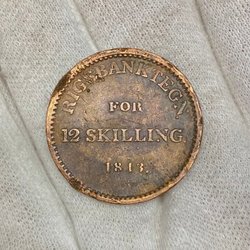 RIGSBANKTEGN
FOR
12 SKILLING.
1813.